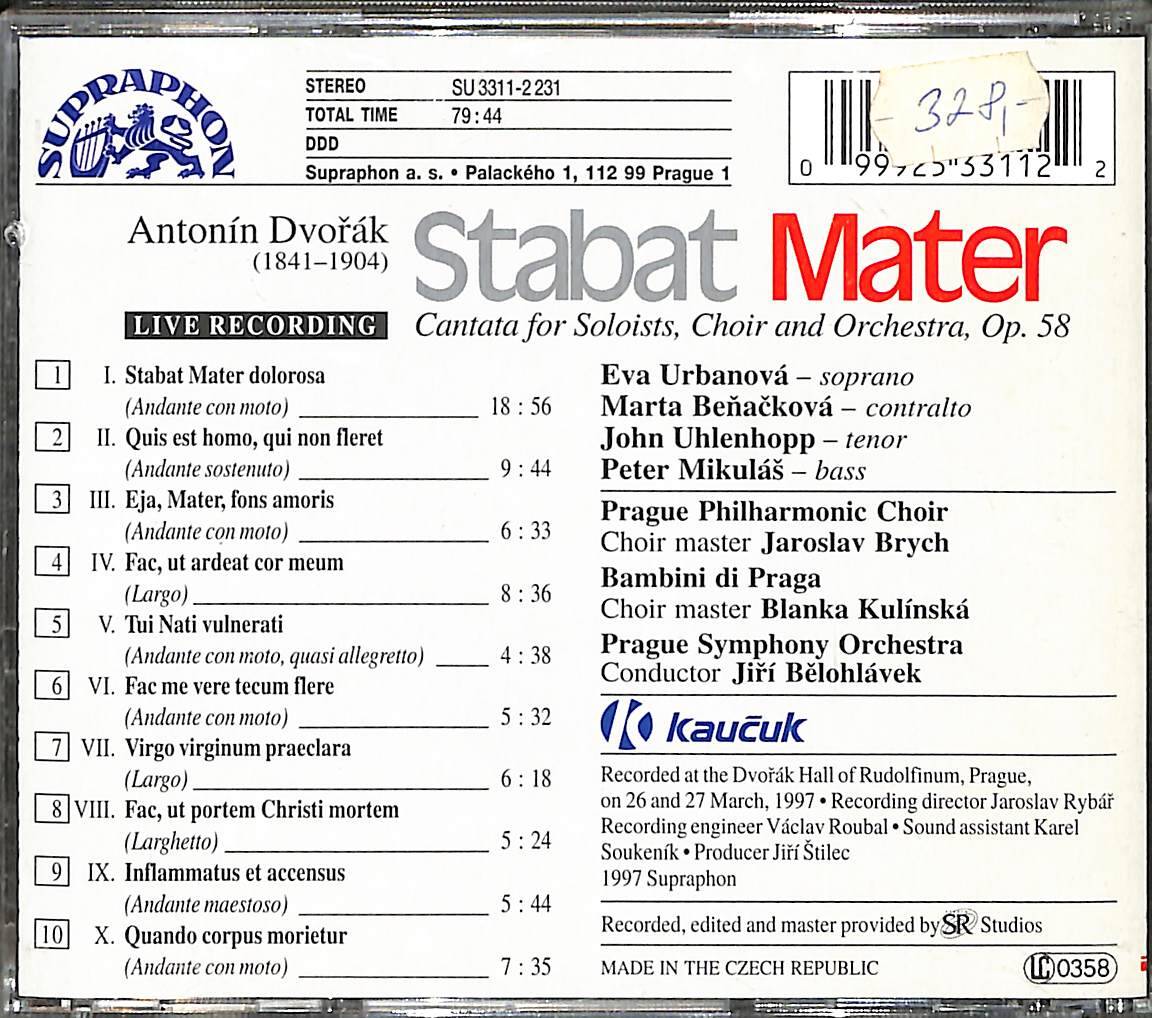 SUPRAPHON
STEREO SU 3311-2 231
TOTAL TIME 79:44
DDD
Supraphon a. s. • Palackého 1, 112 99 Prague 1
328,-
0 99925 33112 2
Antonín Dvořák
(1841–1904)
Stabat Mater
LIVE RECORDING
Cantata for Soloists, Choir and Orchestra, Op. 58
1 I. Stabat Mater dolorosa
(Andante con moto) 18 : 56
2 II. Quis est homo, qui non fleret
(Andante sostenuto) 9 : 44
3 III. Eja, Mater, fons amoris
(Andante con moto) 6 : 33
4 IV. Fac, ut ardeat cor meum
(Largo) 8 : 36
5 V. Tui Nati vulnerati
(Andante con moto, quasi allegretto) 4 : 38
6 VI. Fac me vere tecum flere
(Andante con moto) 5 : 32
7 VII. Virgo virginum praeclara
(Largo) 6 : 18
8 VIII. Fac, ut portem Christi mortem
(Larghetto) 5 : 24
9 IX. Inflammatus et accensus
(Andante maestoso) 5 : 44
10 X. Quando corpus morietur
(Andante con moto) 7 : 35
Eva Urbanová – soprano
Marta Beňačková – contralto
John Uhlenhopp – tenor
Peter Mikuláš – bass
Prague Philharmonic Choir
Choir master Jaroslav Brych
Bambini di Praga
Choir master Blanka Kulínská
Prague Symphony Orchestra
Conductor Jiří Bělohlávek
kaučuk
Recorded at the Dvořák Hall of Rudolfinum, Prague,
on 26 and 27 March, 1997 • Recording director Jaroslav Rybář
Recording engineer Václav Roubal • Sound assistant Karel
Soukeník • Producer Jiří Štilec
1997 Supraphon
Recorded, edited and master provided by SR Studios
MADE IN THE CZECH REPUBLIC
LC 0358